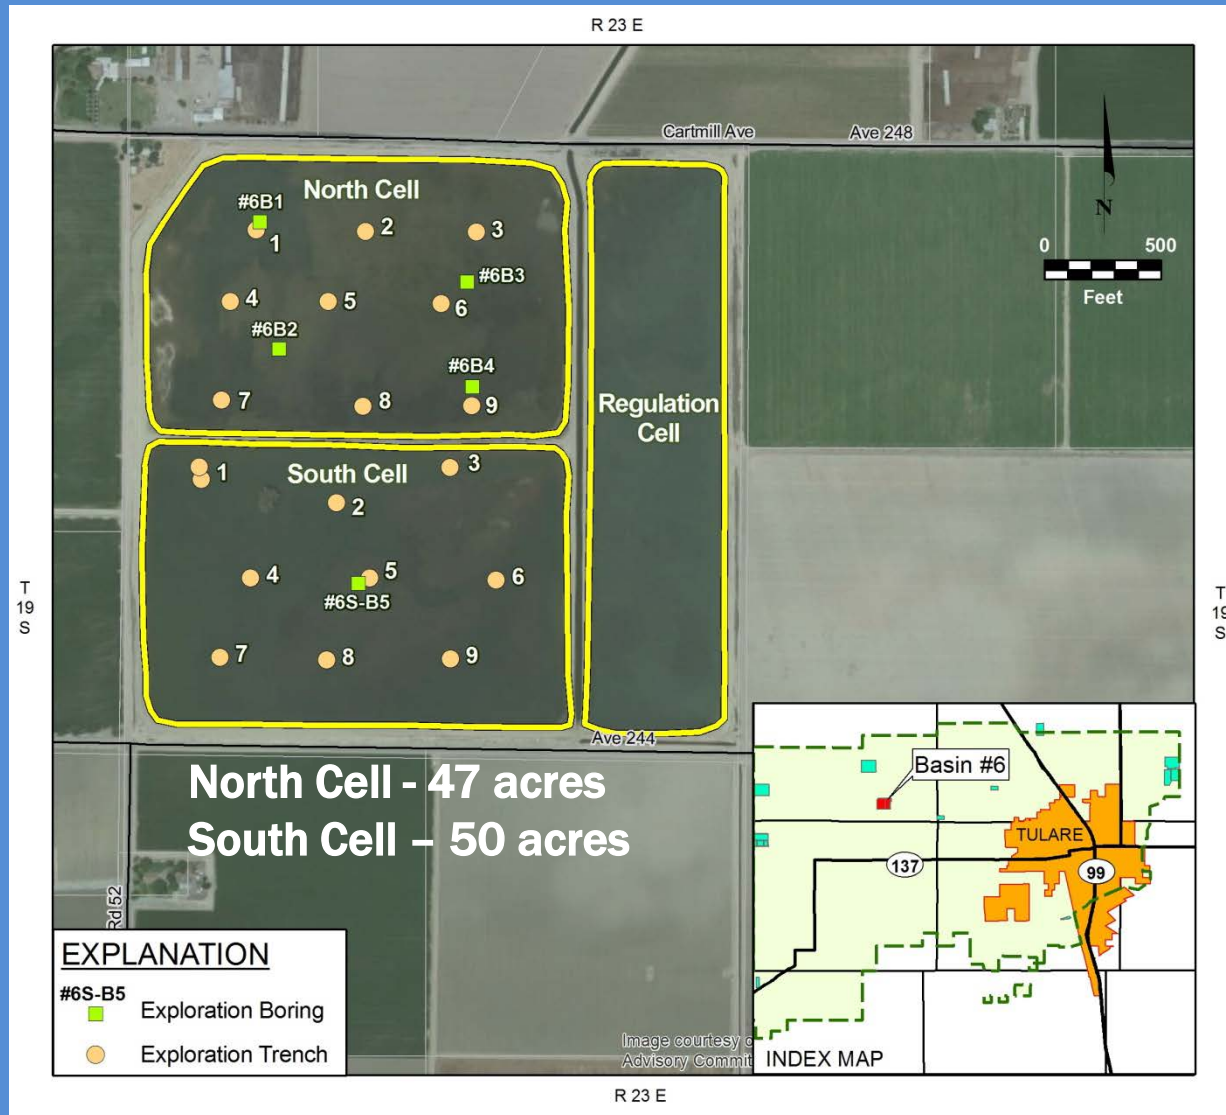 R 23 E
Cartmill Ave
Ave 248
North Cell
#6B1
1
2
3
N
0 500
Feet
#6B3
4
5
6
#6B2
#6B4
7
8
9
Regulation
Cell
1
South Cell
3
2
T
19
S
T
19
S
4
5
6
#6S-B5
7
8
9
Ave 244
North Cell - 47 acres
South Cell – 50 acres
Basin #6
TULARE
137
99
INDEX MAP
Rd 52
EXPLANATION
#6S-B5
Exploration Boring
Exploration Trench
Image courtesy
Advisory
R 23 E